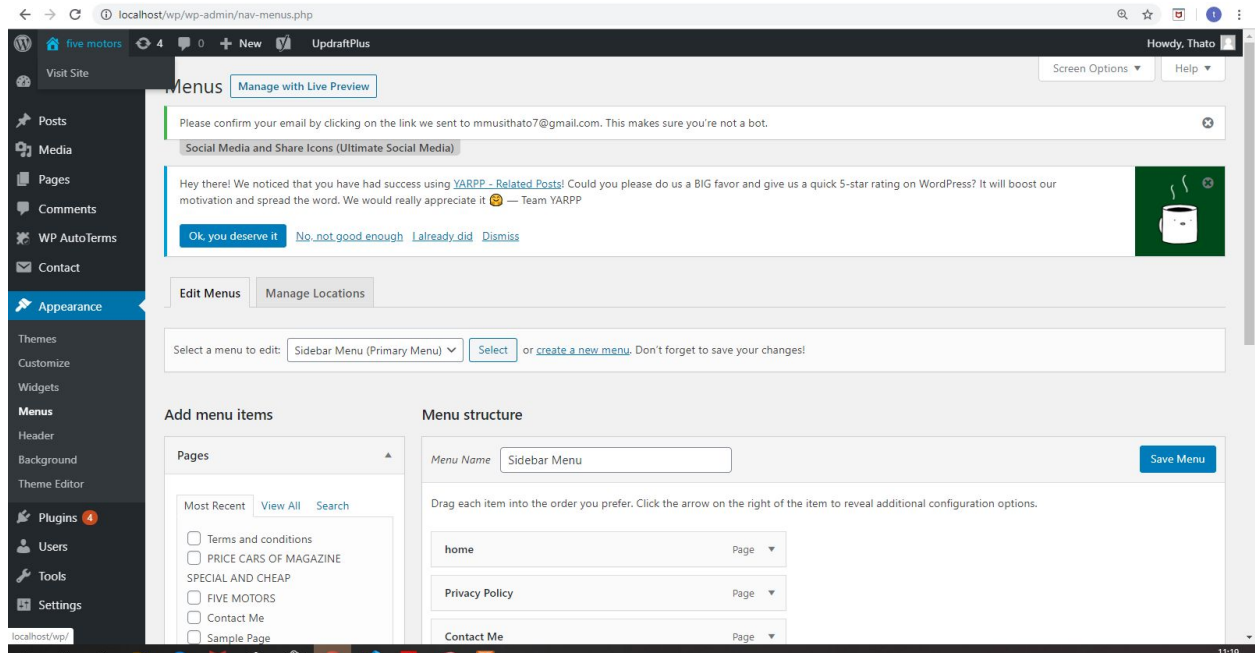 localhost/wp/wp-admin/nav-menus.php
t
five motors 4 0 New UpdraftPlus Howdy, Thato
Visit Site
Screen Options Help
Menus Manage with Live Preview
Please confirm your email by clicking on the link we sent to mmusithato7@gmail.com. This makes sure you're not a bot.
Social Media and Share Icons (Ultimate Social Media)
Hey there! We noticed that you have had success using YARPP - Related Posts! Could you please do us a BIG favor and give us a quick 5-star rating on WordPress? It will boost our
motivation and spread the word. We would really appreciate it — Team YARPP
Ok, you deserve it No, not good enough I already did Dismiss
Posts
Media
Pages
Comments
WP AutoTerms
Contact
Appearance
Themes
Customize
Widgets
Menus
Header
Background
Theme Editor
Plugins 4
Users
Tools
Settings
localhost/wp/
Edit Menus Manage Locations
Select a menu to edit: Sidebar Menu (Primary Menu) Select or create a new menu. Don't forget to save your changes!
Add menu items
Pages
Most Recent View All Search
Terms and conditions
PRICE CARS OF MAGAZINE
SPECIAL AND CHEAP
FIVE MOTORS
Contact Me
Sample Page
Menu structure
Menu Name Sidebar Menu Save Menu
Drag each item into the order you prefer. Click the arrow on the right of the item to reveal additional configuration options.
home Page
Privacy Policy Page
Contact Me Page
11:19